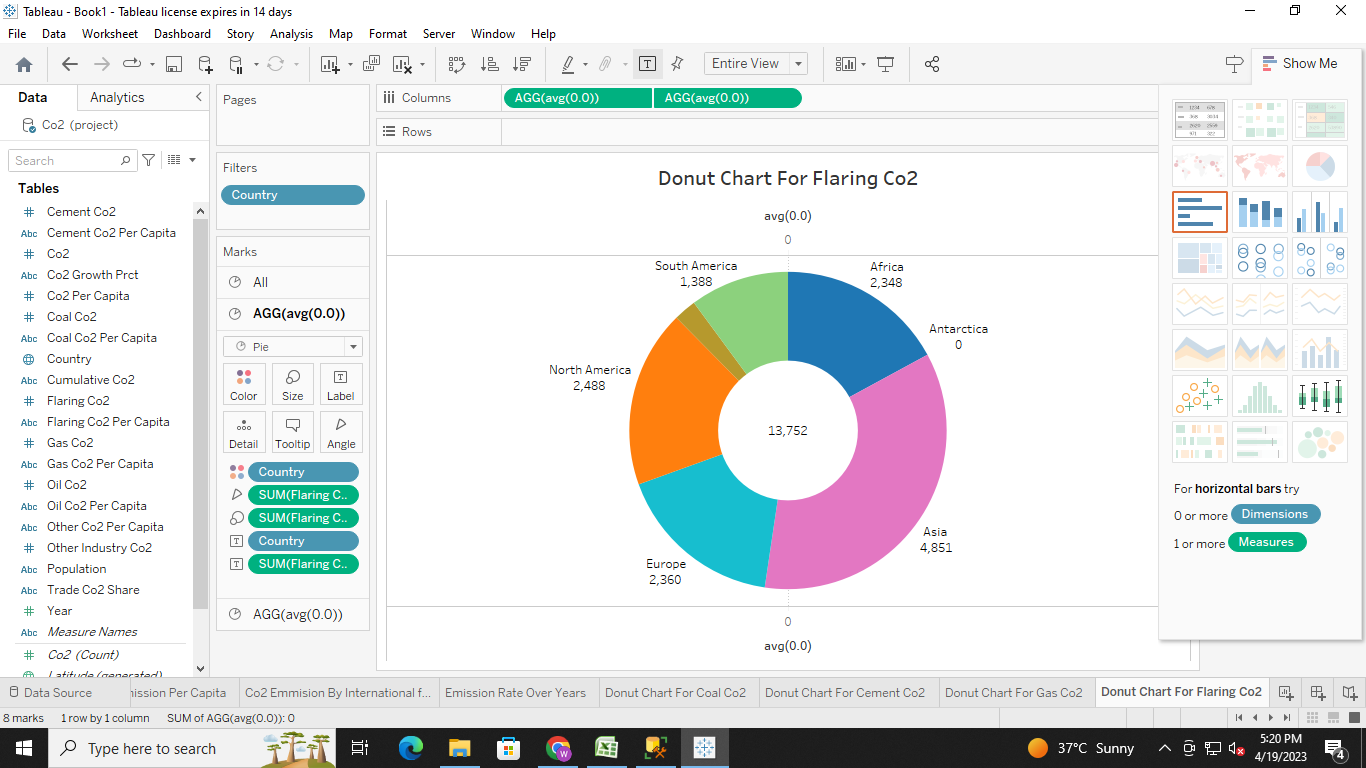 Tableau - Book1 - Tableau license expires in 14 days
File Data Worksheet Dashboard Story Analysis Map Format Server Window Help
Entire View
Show Me
Data Analytics
Co2 (project)
Search
Tables
Cement Co2
Abc Cement Co2 Per Capita
Co2
Abc Co2 Growth Prct
Co2 Per Capita
Coal Co2
Abc Coal Co2 Per Capita
Country
Abc Cumulative Co2
Flaring Co2
Abc Flaring Co2 Per Capita
Gas Co2
Abc Gas Co2 Per Capita
Oil Co2
Abc Oil Co2 Per Capita
Abc Other Co2 Per Capita
Other Industry Co2
Abc Population
Abc Trade Co2 Share
Year
Abc Measure Names
Co2 (Count)
Latitude (generated)
Pages
Filters
Country
Marks
All
AGG(avg(0.0))
Pie
Color Size Label
Detail Tooltip Angle
Country
SUM(Flaring C..
SUM(Flaring C..
Country
SUM(Flaring C..
AGG(avg(0.0))
Columns AGG(avg(0.0)) AGG(avg(0.0))
Rows
Donut Chart For Flaring Co2
avg(0.0)
0
South America
1,388
Africa
2,348
Antarctica
0
North America
2,488
13,752
Asia
4,851
Europe
2,360
0
avg(0.0)
For horizontal bars try
0 or more Dimensions
1 or more Measures
Data Source
ission Per Capita
Co2 Emmision By International f...
Emission Rate Over Years
Donut Chart For Coal Co2
Donut Chart For Cement Co2
Donut Chart For Gas Co2
Donut Chart For Flaring Co2
8 marks 1 row by 1 column SUM of AGG(avg(0.0)): 0
Type here to search
37°C Sunny
5:20 PM
4/19/2023
4